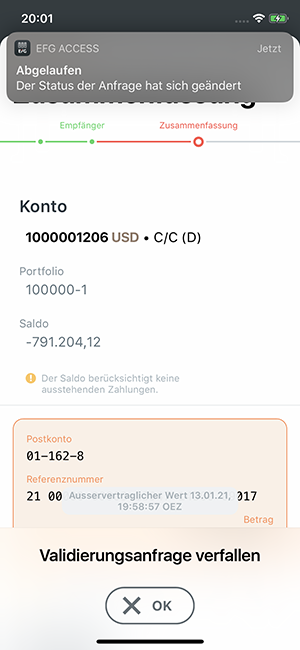 20:01
E/G
EFG ACCESS
Jetzt
Abgelaufen
Der Status der Anfrage hat sich geändert
Zusammenfassung
Empfänger
Zusammenfassung
Konto
1000001206 USD • C/C (D)
Portfolio
100000-1
Saldo
-791.204,12
Der Saldo berücksichtigt keine
ausstehenden Zahlungen.
Postkonto
01-162-8
Referenznummer
21 00
017
Ausservertraglicher Wert 13.01.21,
19:58:57 OEZ
Betrag
Validierungsanfrage verfallen
OK